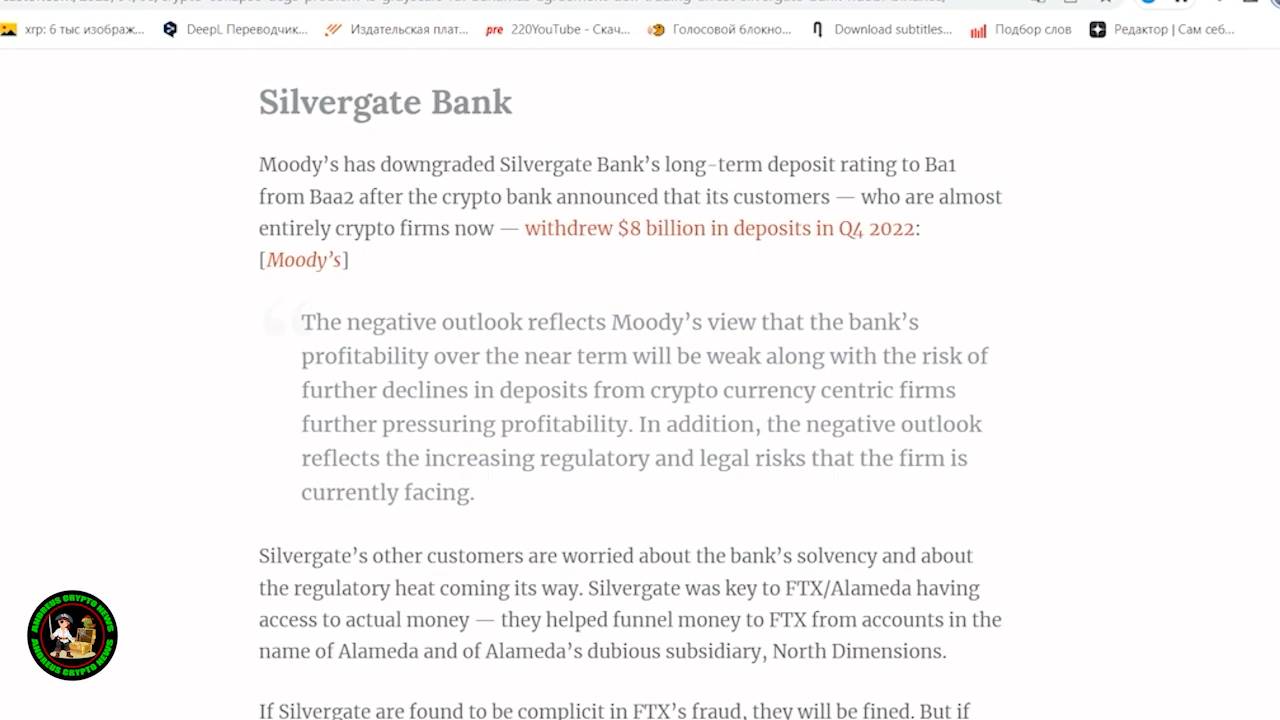 xrp: 6 тыс изображ... DeepL Переводчик... Издательская плат... pre 220YouTube - Скач... Голосовой блокно... Download subtitles... Подбор слов Редактор | Сам себ...
Silvergate Bank
Moody’s has downgraded Silvergate Bank’s long-term deposit rating to Ba1
from Baa2 after the crypto bank announced that its customers — who are almost
entirely crypto firms now — withdrew $8 billion in deposits in Q4 2022:
[Moody’s]
“The negative outlook reflects Moody’s view that the bank’s
profitability over the near term will be weak along with the risk of
further declines in deposits from crypto currency centric firms
further pressuring profitability. In addition, the negative outlook
reflects the increasing regulatory and legal risks that the firm is
currently facing.
Silvergate’s other customers are worried about the bank’s solvency and about
the regulatory heat coming its way. Silvergate was key to FTX/Alameda having
access to actual money — they helped funnel money to FTX from accounts in the
name of Alameda and of Alameda’s dubious subsidiary, North Dimensions.
ANDREUS CRYPTO NEWS
ANDREUS CRYPTO NEWS
If Silvergate are found to be complicit in FTX’s fraud, they will be fined. But if